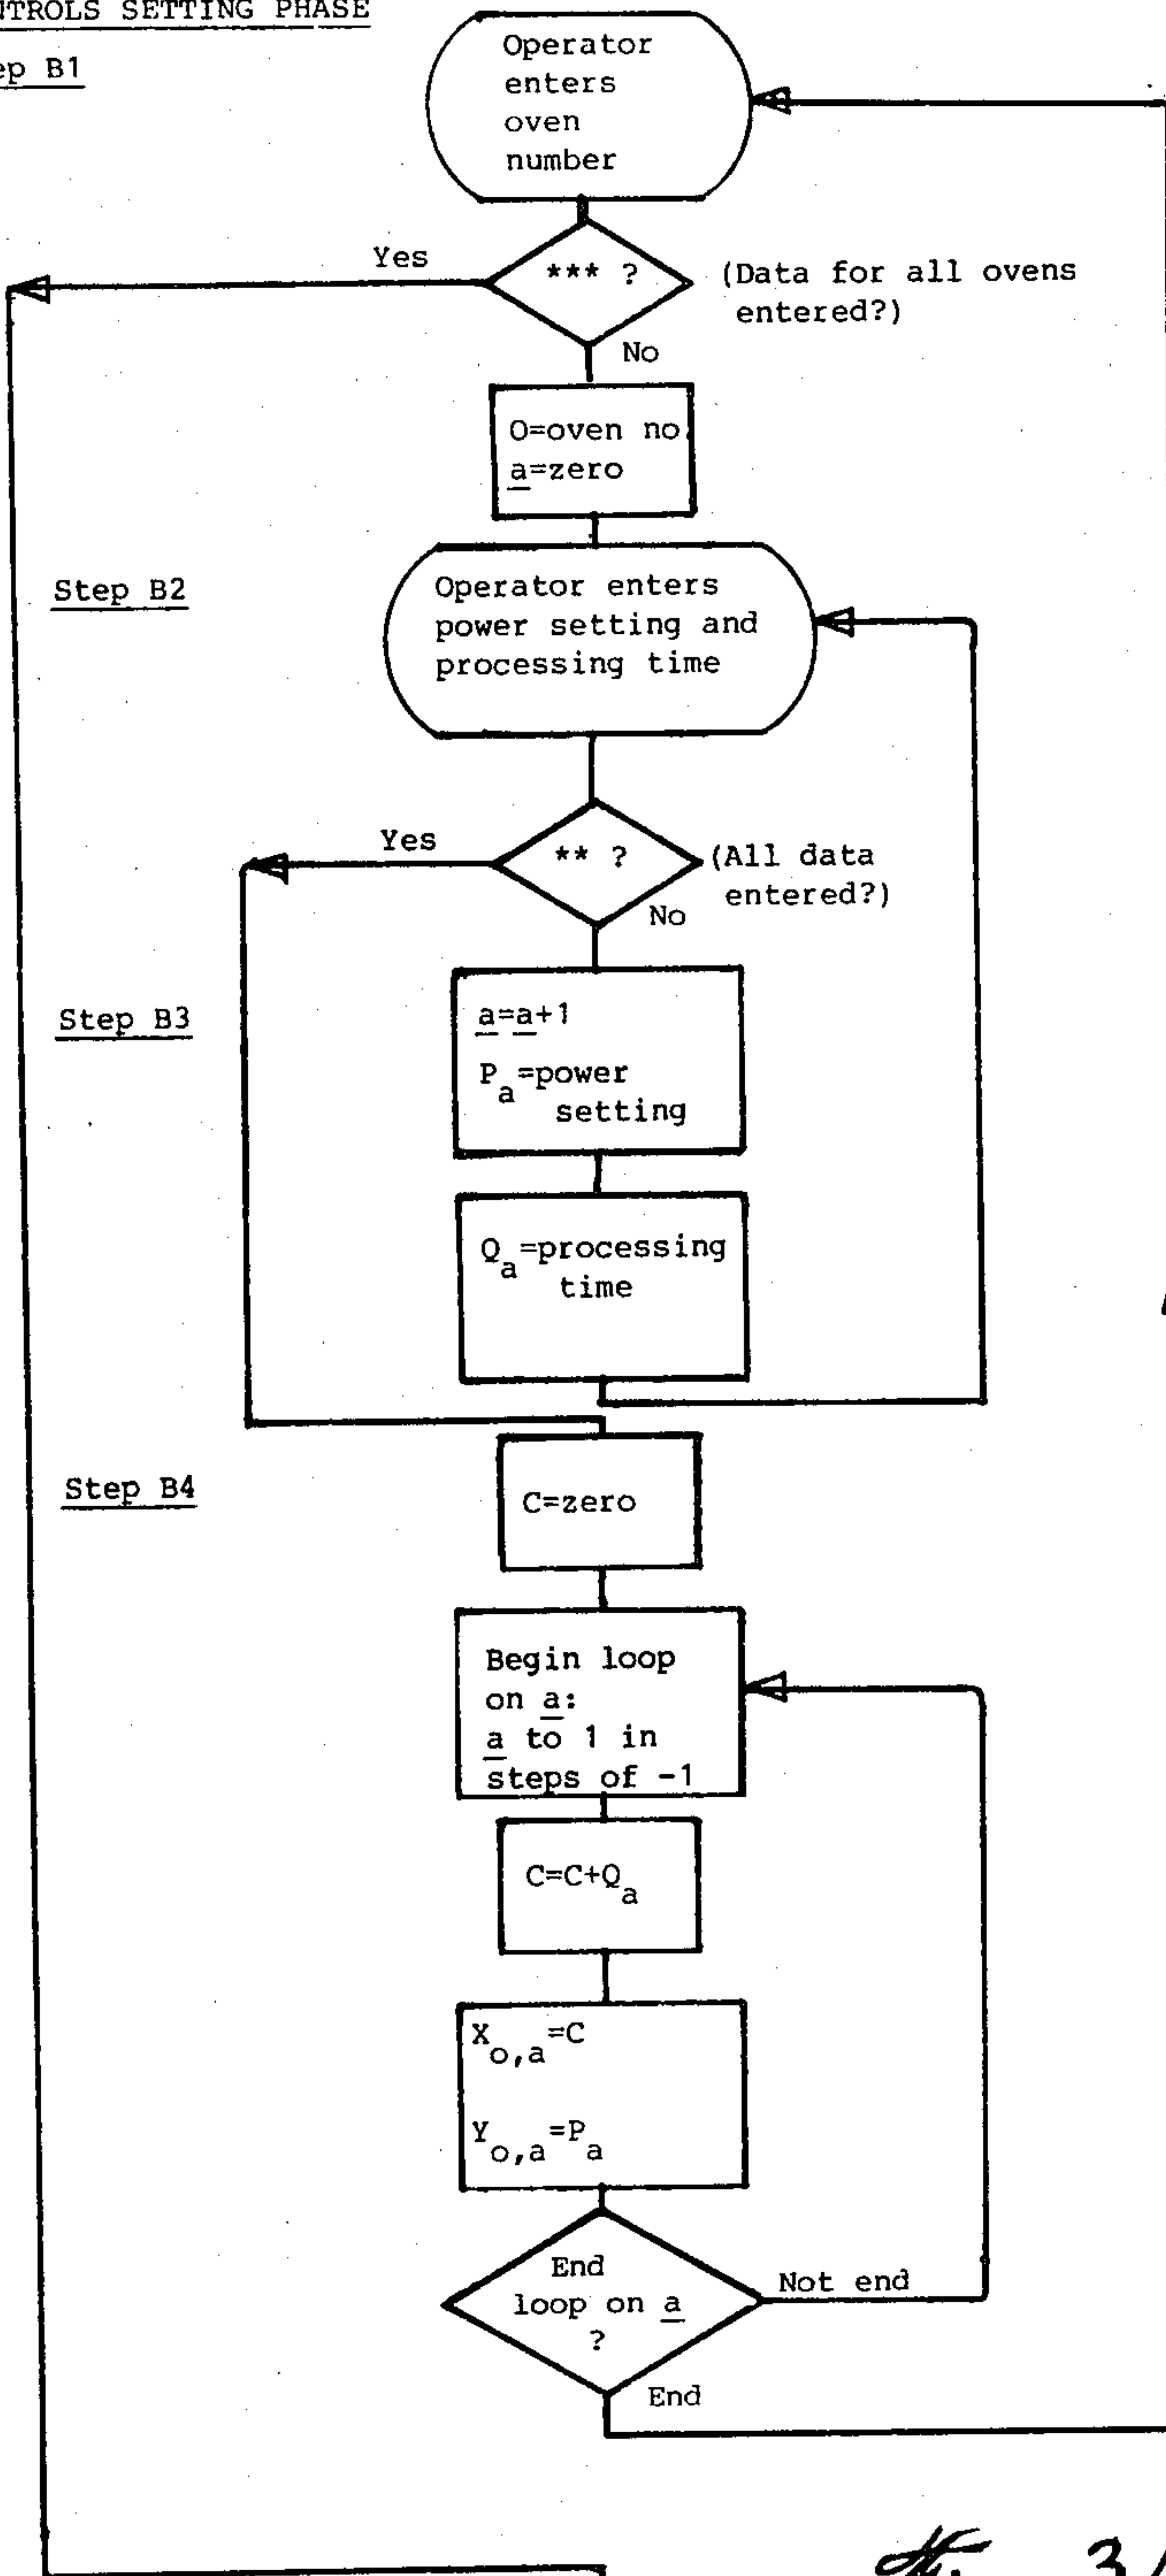 NTROLS SETTING PHASE
ep B1
Operator
enters
oven
number
Yes
*** ?
(Data for all ovens
entered?)
No
O=oven no
a=zero
Step B2
Operator enters
power setting and
processing time
Yes
** ?
(All data
entered?)
No
Step B3
a=a+1
Pa=power
setting
Qa=processing
time
Step B4
C=zero
Begin loop
on a:
a to 1 in
steps of -1
C=C+Qa
Xo,a=C
Yo,a=Pa
End
loop on a
?
Not end
End
3/